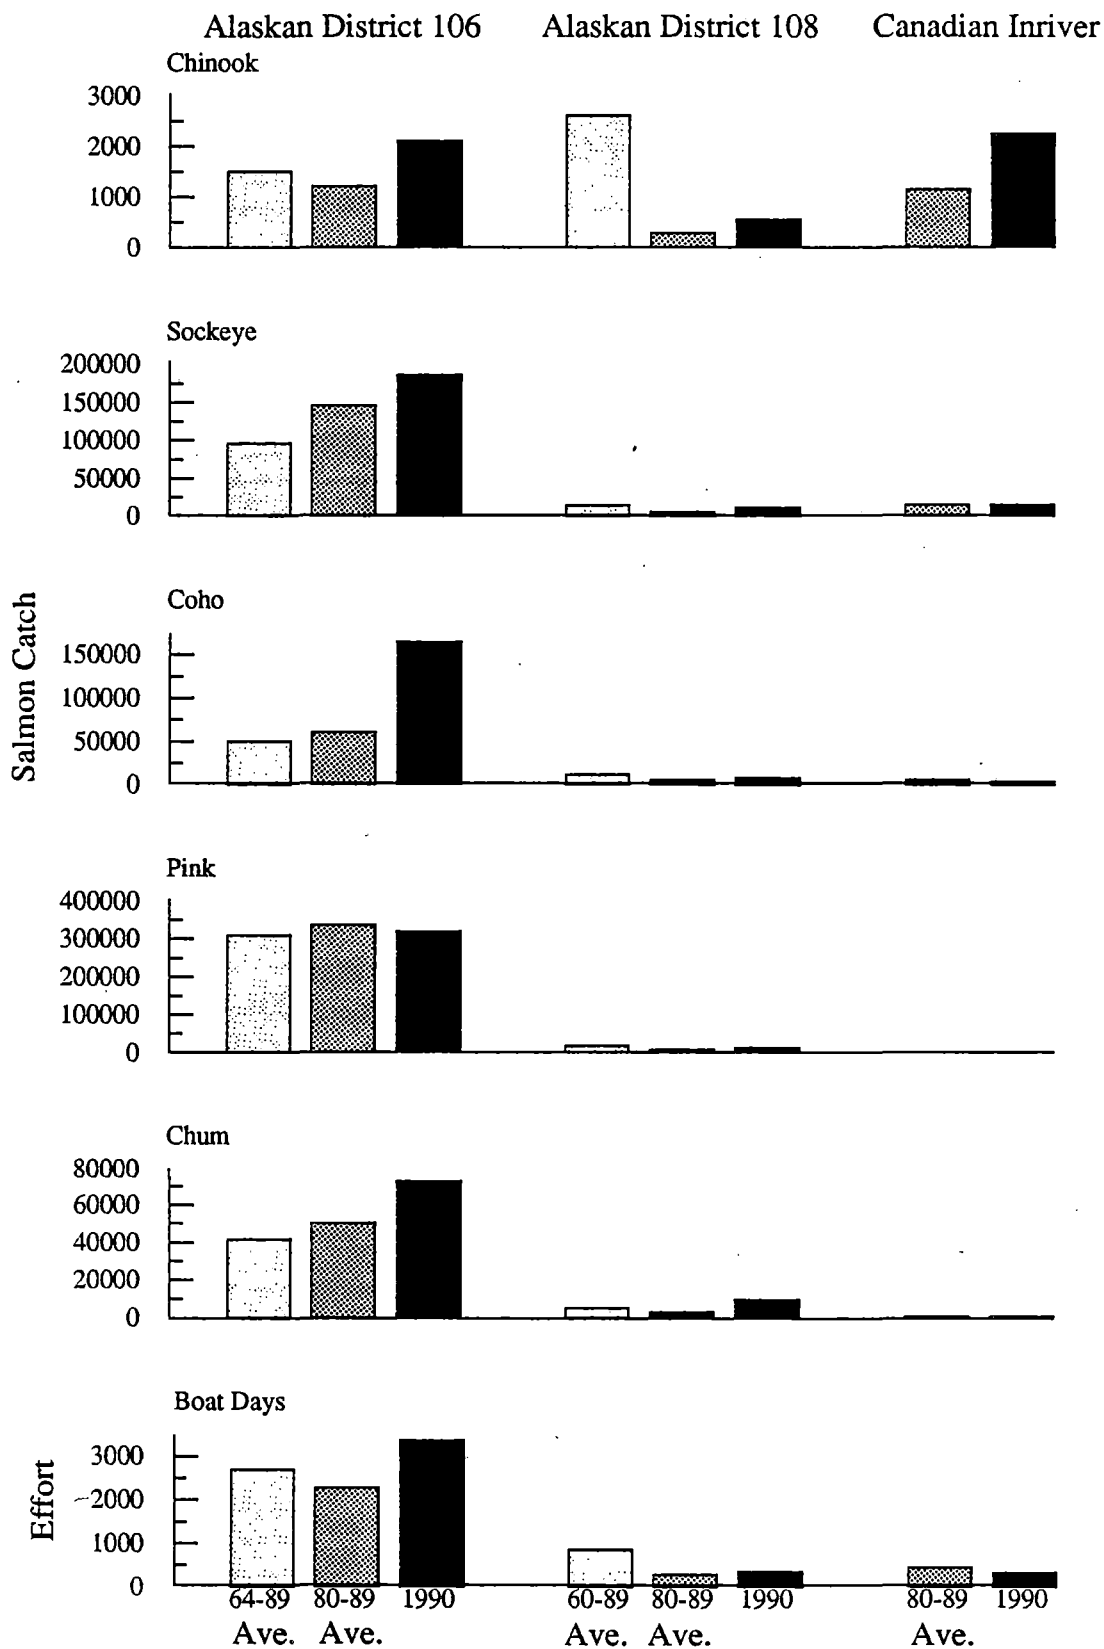 Alaskan District 106 Alaskan District 108 Canadian Inriver
Chinook
3000
2000
1000
0
Sockeye
200000
150000
100000
50000
0
Salmon Catch
Coho
150000
100000
50000
0
Pink
400000
300000
200000
100000
0
Chum
80000
60000
40000
20000
0
Boat Days
Effort
3000
2000
1000
0
64-89 80-89 1990 60-89 80-89 1990 80-89 1990
Ave. Ave. Ave. Ave. Ave.